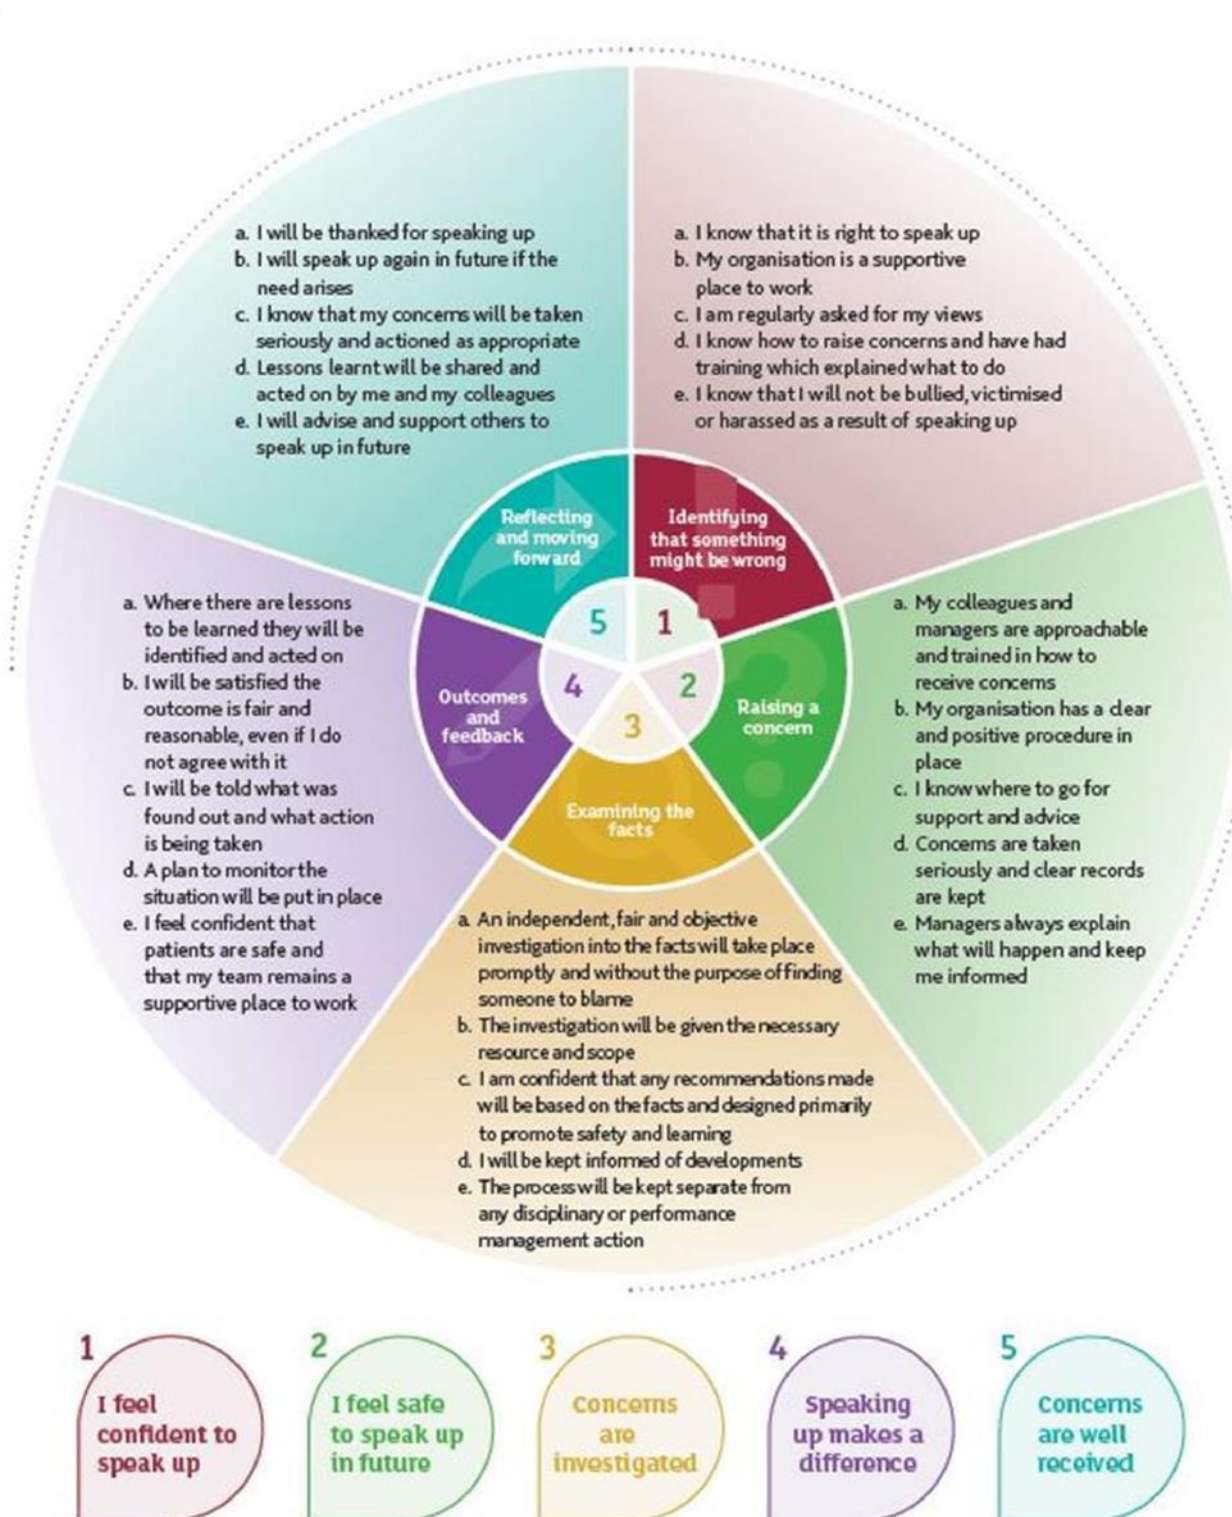 a. I know that it is right to speak up
b. My organisation is a supportive
place to work
c. I am regularly asked for my views
d. I know how to raise concerns and have had
training which explained what to do
e. I know that I will not be bullied, victimised
or harassed as a result of speaking up
Identifying
that something
might be wrong
1
a. My colleagues and
managers are approachable
and trained in how to
receive concerns
b. My organisation has a clear
and positive procedure in
place
c. I know where to go for
support and advice
d. Concerns are taken
seriously and clear records
are kept
e. Managers always explain
what will happen and keep
me informed
Raising a
concern
2
Examining the
facts
3
a. An independent, fair and objective
investigation into the facts will take place
promptly and without the purpose of finding
someone to blame
b. The investigation will be given the necessary
resource and scope
c. I am confident that any recommendations made
will be based on the facts and designed primarily
to promote safety and learning
d. I will be kept informed of developments
e. The process will be kept separate from
any disciplinary or performance
management action
a. Where there are lessons
to be learned they will be
identified and acted on
b. I will be satisfied the
outcome is fair and
reasonable, even if I do
not agree with it
c. I will be told what was
found out and what action
is being taken
d. A plan to monitor the
situation will be put in place
e. I feel confident that
patients are safe and
that my team remains a
supportive place to work
Outcomes
and
feedback
4
a. I will be thanked for speaking up
b. I will speak up again in future if the
need arises
c. I know that my concerns will be taken
seriously and actioned as appropriate
d. Lessons learnt will be shared and
acted on by me and my colleagues
e. I will advise and support others to
speak up in future
Reflecting
and moving
forward
5
1
I feel
confident to
speak up
2
I feel safe
to speak up
in future
3
Concerns
are
investigated
4
Speaking
up makes a
difference
5
Concerns
are well
received